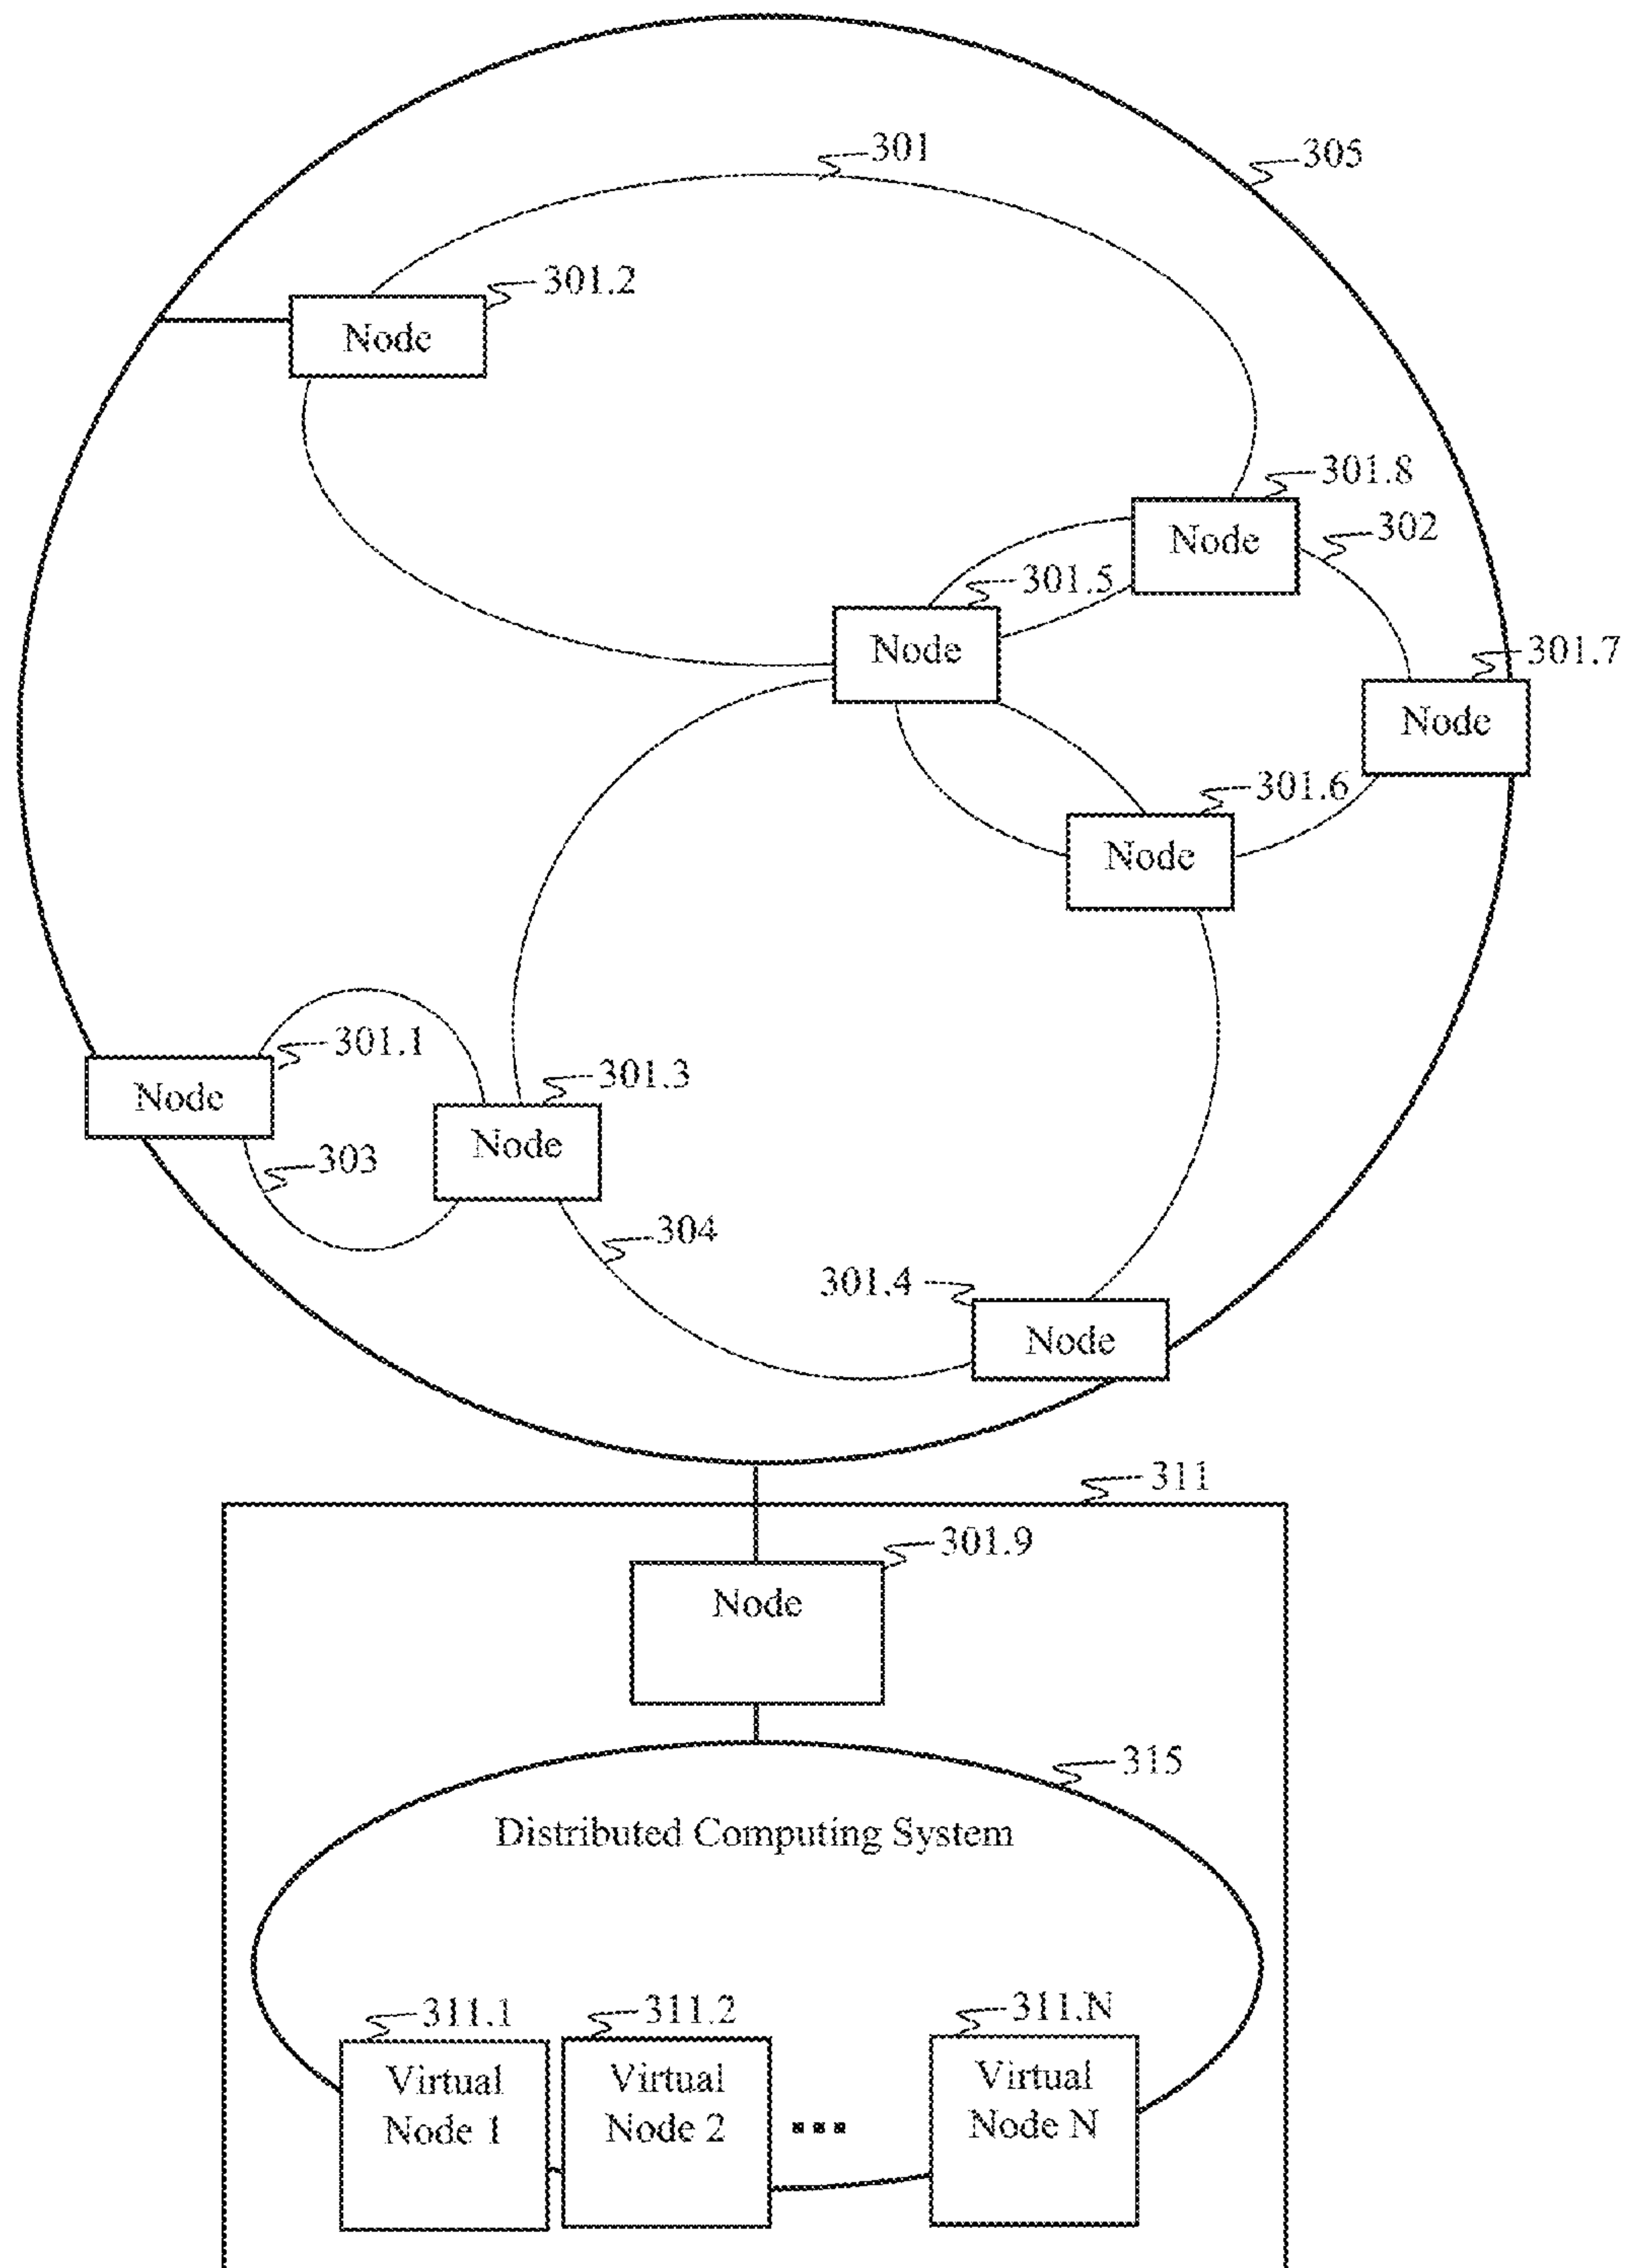 301
305
301.2
Node
301.8
302
Node
301.5
Node
301.7
Node
301.6
Node
301.1
Node
301.3
Node
303
304
301.4
Node
311
301.9
Node
315
Distributed Computing System
311.1
311.2
311.N
Virtual
Node 1
Virtual
Node 2
...
Virtual
Node N